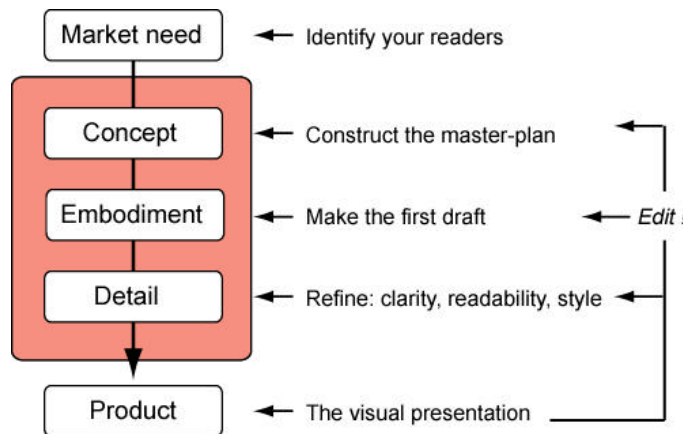 Market need
Identify your readers
Concept
Construct the master-plan
Embodiment
Make the first draft
Edit
Detail
Refine: clarity, readability, style
Product
The visual presentation